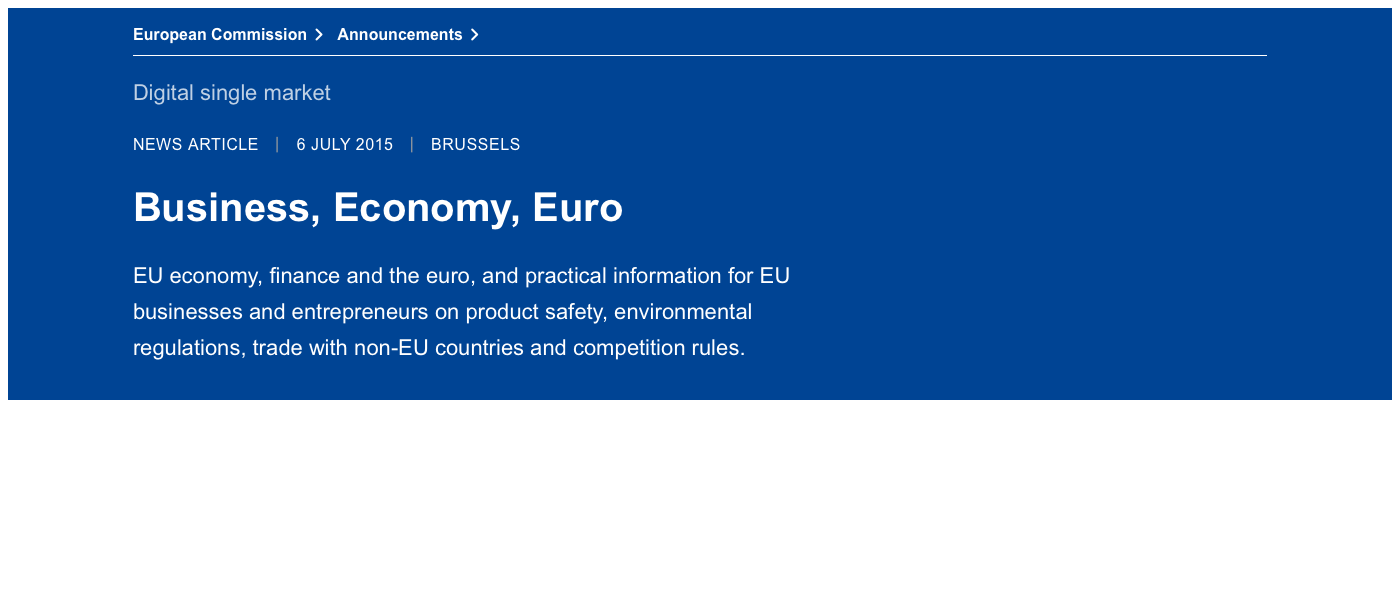 European Commission > Announcements >
Digital single market
NEWS ARTICLE | 6 JULY 2015 | BRUSSELS
Business, Economy, Euro
EU economy, finance and the euro, and practical information for EU
businesses and entrepreneurs on product safety, environmental
regulations, trade with non-EU countries and competition rules.